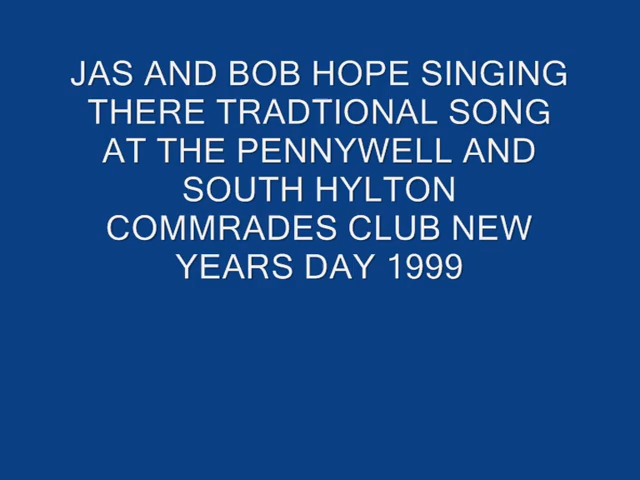 JAS AND BOB HOPE SINGING
THERE TRADTIONAL SONG
AT THE PENNYWELL AND
SOUTH HYLTON
COMMRADES CLUB NEW
YEARS DAY 1999